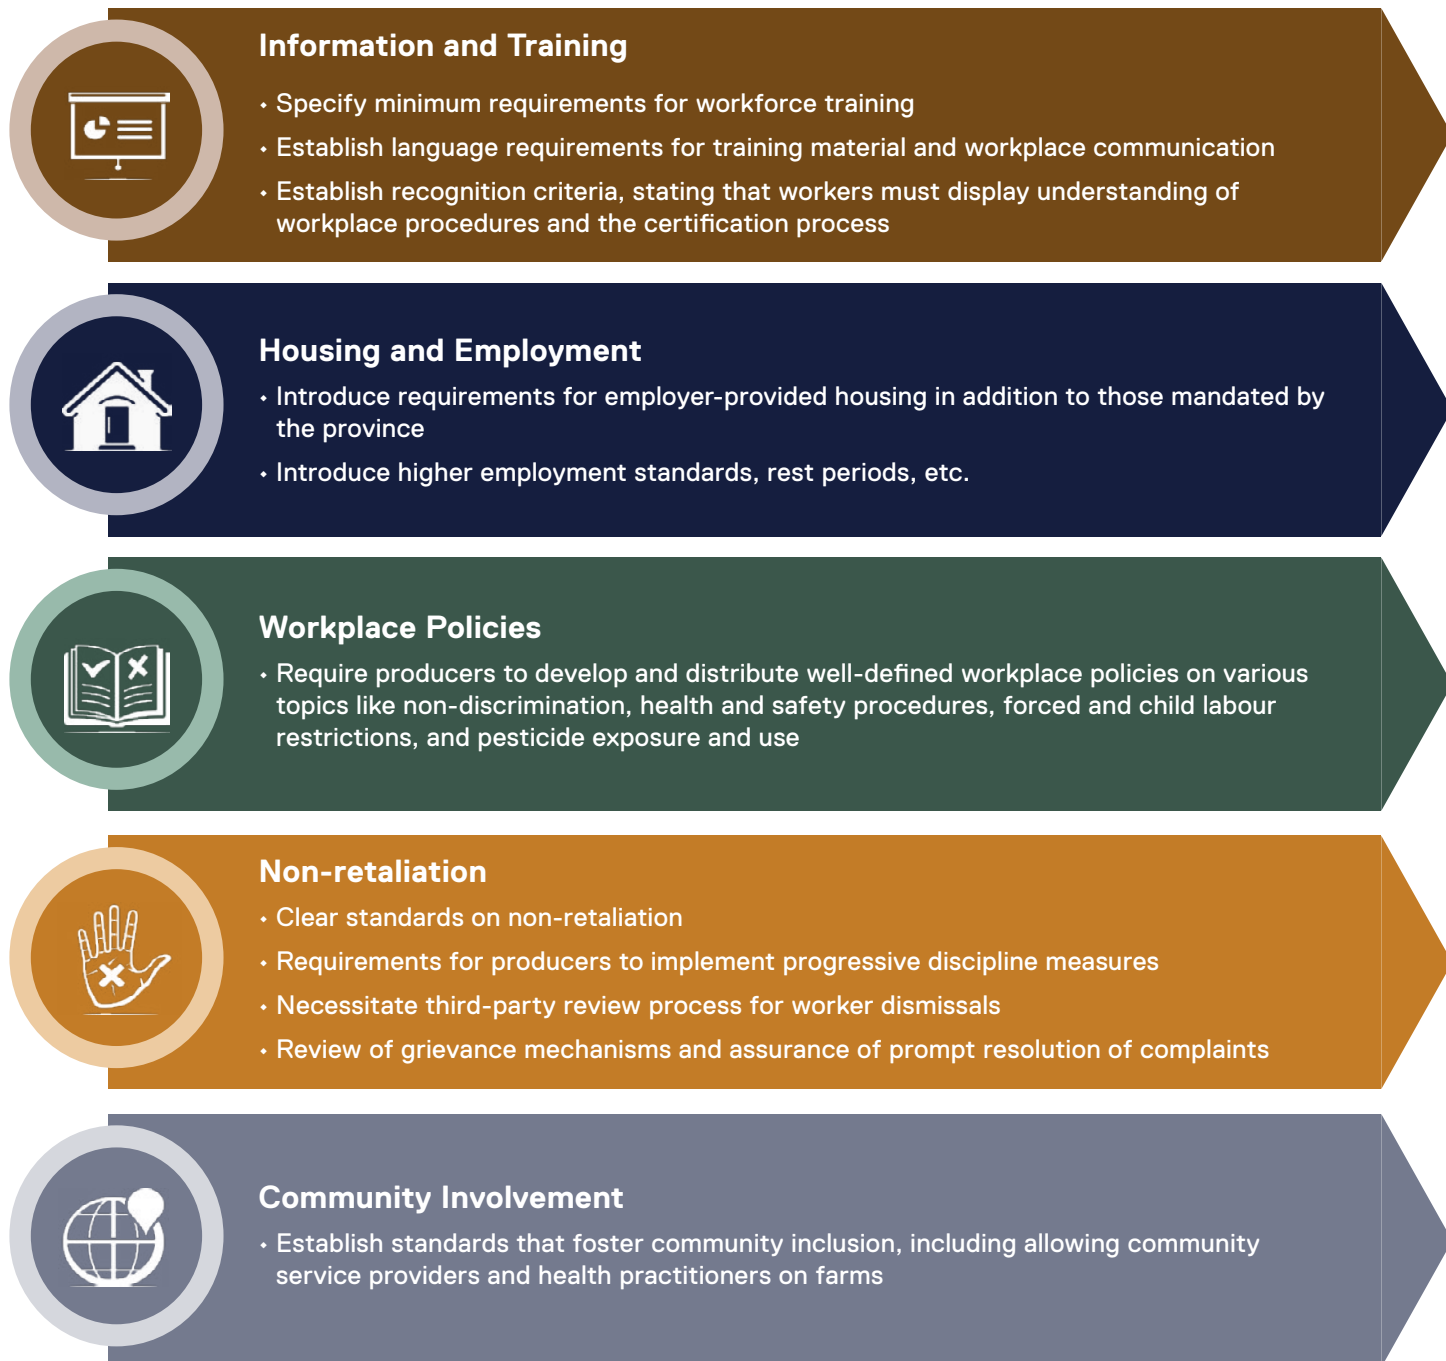 Information and Training
• Specify minimum requirements for workforce training
• Establish language requirements for training material and workplace communication
• Establish recognition criteria, stating that workers must display understanding of
workplace procedures and the certification process
Housing and Employment
• Introduce requirements for employer-provided housing in addition to those mandated by
the province
• Introduce higher employment standards, rest periods, etc.
Workplace Policies
• Require producers to develop and distribute well-defined workplace policies on various
topics like non-discrimination, health and safety procedures, forced and child labour
restrictions, and pesticide exposure and use
Non-retaliation
• Clear standards on non-retaliation
• Requirements for producers to implement progressive discipline measures
• Necessitate third-party review process for worker dismissals
• Review of grievance mechanisms and assurance of prompt resolution of complaints
Community Involvement
• Establish standards that foster community inclusion, including allowing community
service providers and health practitioners on farms